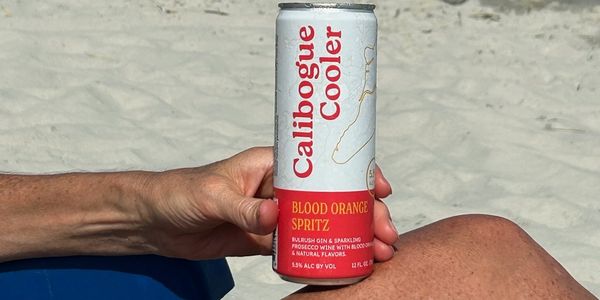 Calibogue
Cooler
BLOOD ORANGE
SPRITZ
BULRUSH GIN & SPARKLING
PROSECCO WINE WITH BLOOD
& NATURAL FLAVORS.
5.5% ALC BY VOL 12 FL.